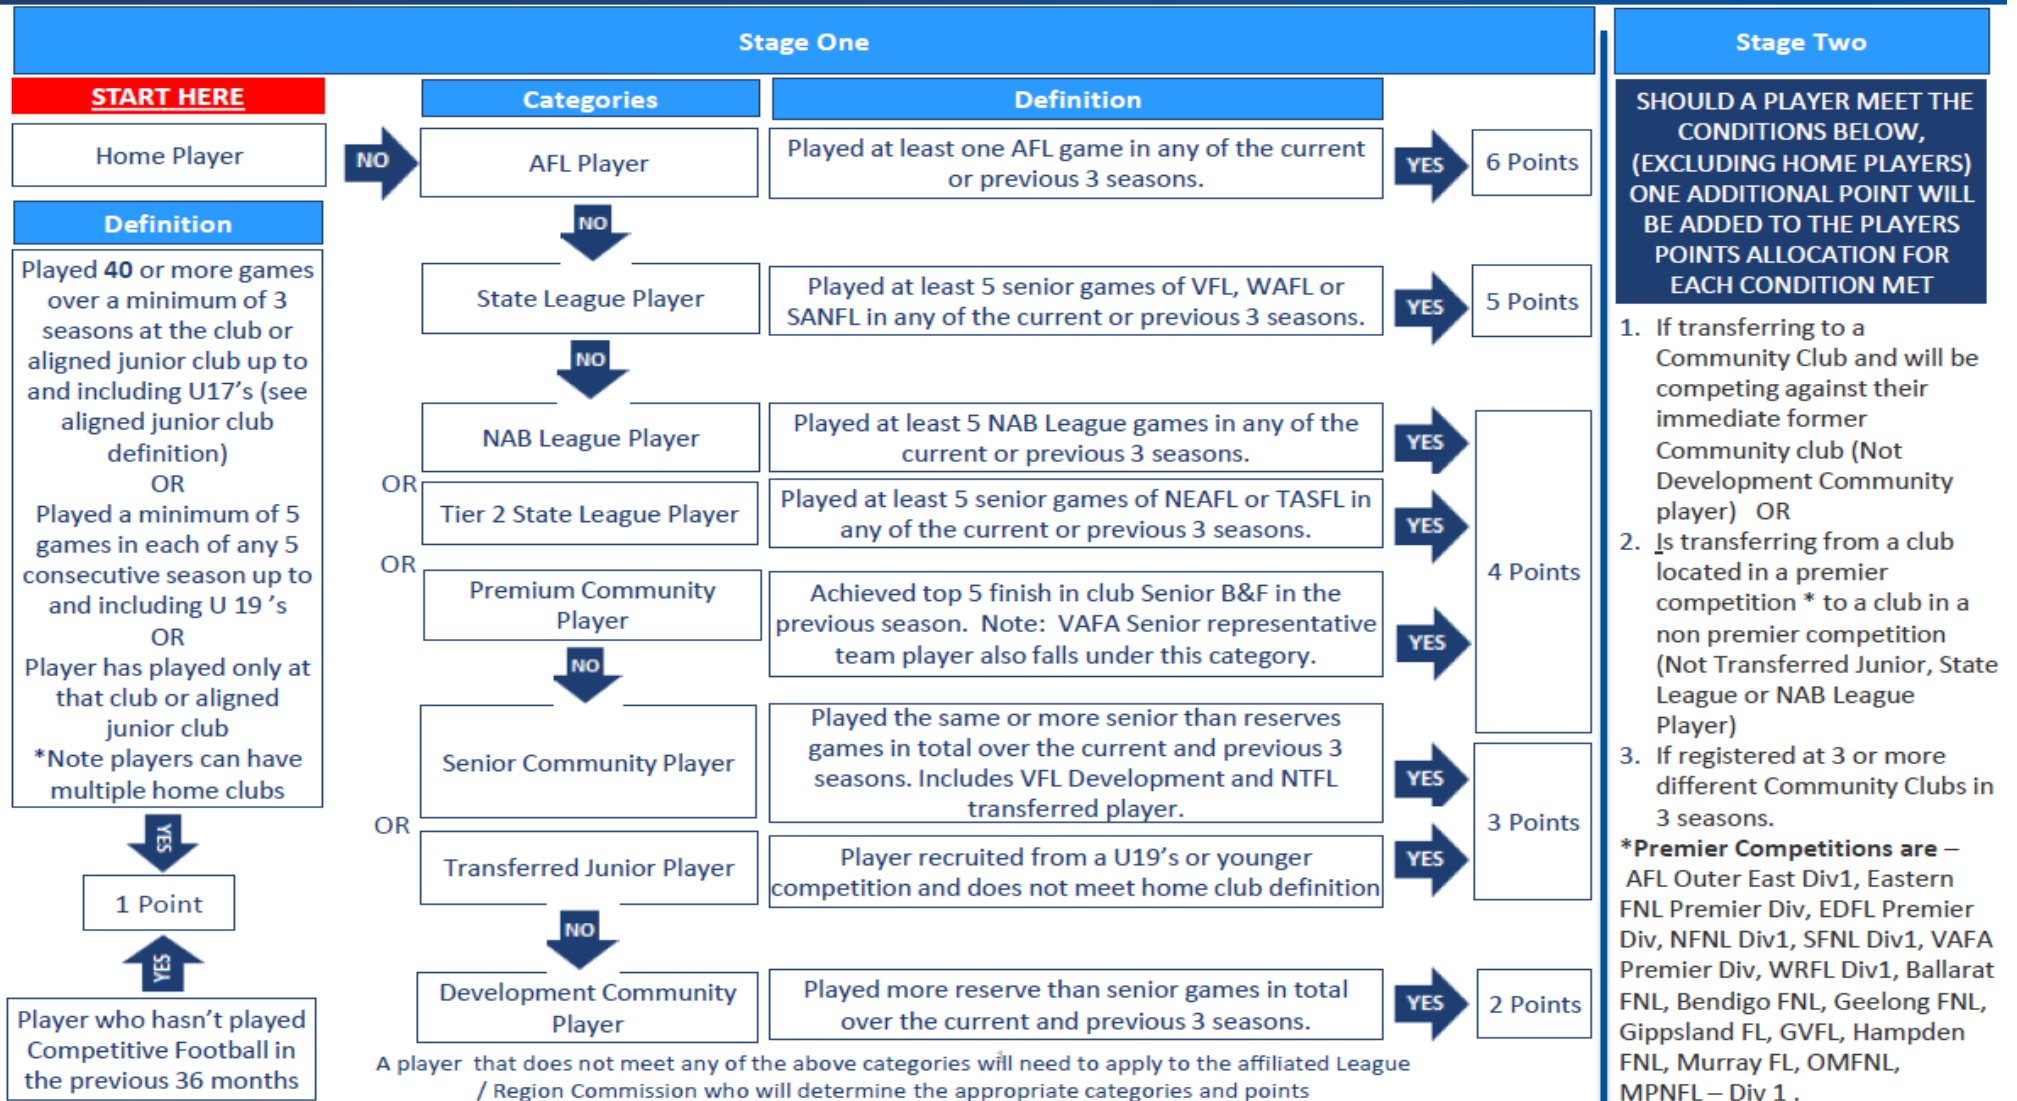 Stage One
START HERE
Home Player
Definition
Played 40 or more games
over a minimum of 3
seasons at the club or
aligned junior club up to
and including U17's (see
aligned junior club
definition)
OR
Played a minimum of 5
games in each of any 5
consecutive season up to
and including U 19 's
OR
Player has played only at
that club or aligned
junior club
*Note players can have
multiple home clubs
YES
1 Point
YES
Player who hasn't played
Competitive Football in
the previous 36 months
NO
Categories
Definition
AFL Player
Played at least one AFL game in any of the current
or previous 3 seasons.
YES
6 Points
NO
State League Player
Played at least 5 senior games of VFL, WAFL or
SANFL in any of the current or previous 3 seasons.
YES
5 Points
NO
NAB League Player
Played at least 5 NAB League games in any of the
current or previous 3 seasons.
YES
OR
Tier 2 State League Player
Played at least 5 senior games of NEAFL or TASFL in
any of the current or previous 3 seasons.
YES
OR
Premium Community
Player
Achieved top 5 finish in club Senior B&F in the
previous season. Note: VAFA Senior representative
team player also falls under this category.
YES
4 Points
NO
Senior Community Player
Played the same or more senior than reserves
games in total over the current and previous 3
seasons. Includes VFL Development and NTFL
transferred player.
YES
OR
Transferred Junior Player
Player recruited from a U19's or younger
competition and does not meet home club definition
YES
3 Points
NO
Development Community
Player
Played more reserve than senior games in total
over the current and previous 3 seasons.
YES
2 Points
A player that does not meet any of the above categories will need to apply to the affiliated League
/ Region Commission who will determine the appropriate categories and points
Stage Two
SHOULD A PLAYER MEET THE
CONDITIONS BELOW,
(EXCLUDING HOME PLAYERS)
ONE ADDITIONAL POINT WILL
BE ADDED TO THE PLAYERS
POINTS ALLOCATION FOR
EACH CONDITION MET
1. If transferring to a
Community Club and will be
competing against their
immediate former
Community club (Not
Development Community
player) OR
2. Is transferring from a club
located in a premier
competition * to a club in a
non premier competition
(Not Transferred Junior, State
League or NAB League
Player)
3. If registered at 3 or more
different Community Clubs in
3 seasons.
*Premier Competitions are –
AFL Outer East Div1, Eastern
FNL Premier Div, EDFL Premier
Div, NFNL Div1, SFNL Div1, VAFA
Premier Div, WRFL Div1, Ballarat
FNL, Bendigo FNL, Geelong FNL,
Gippsland FL, GVFL, Hampden
FNL, Murray FL, OMFNL,
MPNFL – Div 1 .